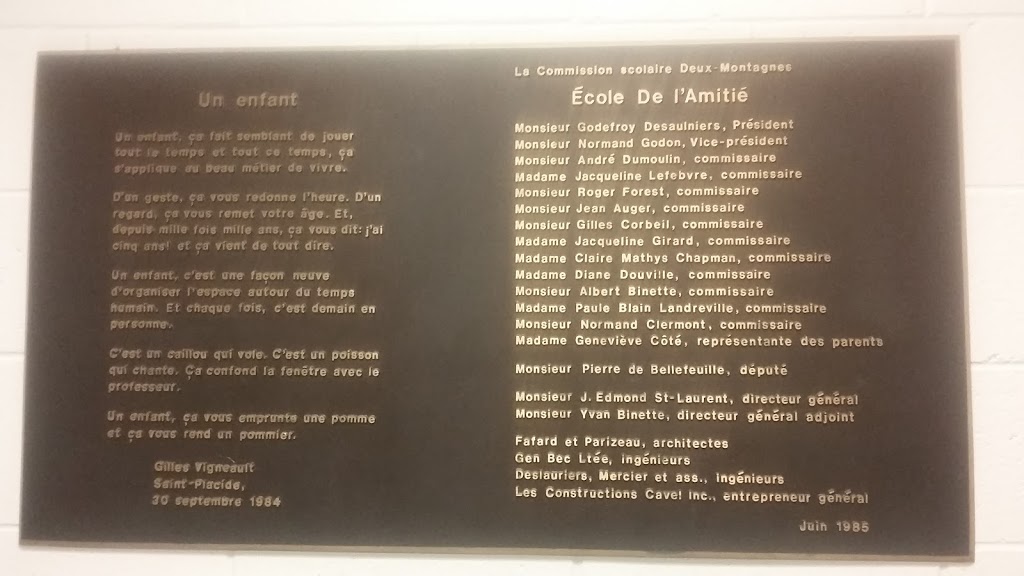 Un enfant
Un enfant, ça fait semblant de jouer
tout le temps et tout ce temps, ça
s'applique au beau métier de vivre.
D'un geste, ça vous redonne l'heure. D'un
regard, ça vous remet votre âge. Et,
depuis mille fois mille ans, ça vous dit: j'ai
cinq ans! et ça vient de tout dire.
Un enfant, c'est une façon neuve
d'organiser l'espace autour du temps
humain. Et chaque fois, c'est demain en
personne.
C'est un caillou qui vole. C'est un poisson
qui chante. Ça confond la fenêtre avec le
professeur.
Un enfant, ça vous emprunte une pomme
et ça vous rend un pommier.
Gilles Vigneault
Saint-Placide,
30 septembre 1984
La Commission scolaire Deux-Montagnes
École De l'Amitié
Monsieur Godefroy Desaulniers, Président
Monsieur Normand Godon, Vice-président
Monsieur André Dumoulin, commissaire
Madame Jacqueline Lefebvre, commissaire
Monsieur Roger Forest, commissaire
Monsieur Jean Auger, commissaire
Monsieur Gilles Corbeil, commissaire
Madame Jacqueline Girard, commissaire
Madame Claire Mathys Chapman, commissaire
Madame Diane Douville, commissaire
Monsieur Albert Binette, commissaire
Madame Paule Blain Landreville, commissaire
Monsieur Normand Clermont, commissaire
Madame Geneviève Côté, représentante des parents
Monsieur Pierre de Bellefeuille, député
Monsieur J. Edmond St-Laurent, directeur général
Monsieur Yvan Binette, directeur général adjoint
Fafard et Parizeau, architectes
Gen Bec Ltée, ingénieurs
Deslauriers, Mercier et ass., ingénieurs
Les Constructions Cavel inc., entrepreneur général
Juin 1985